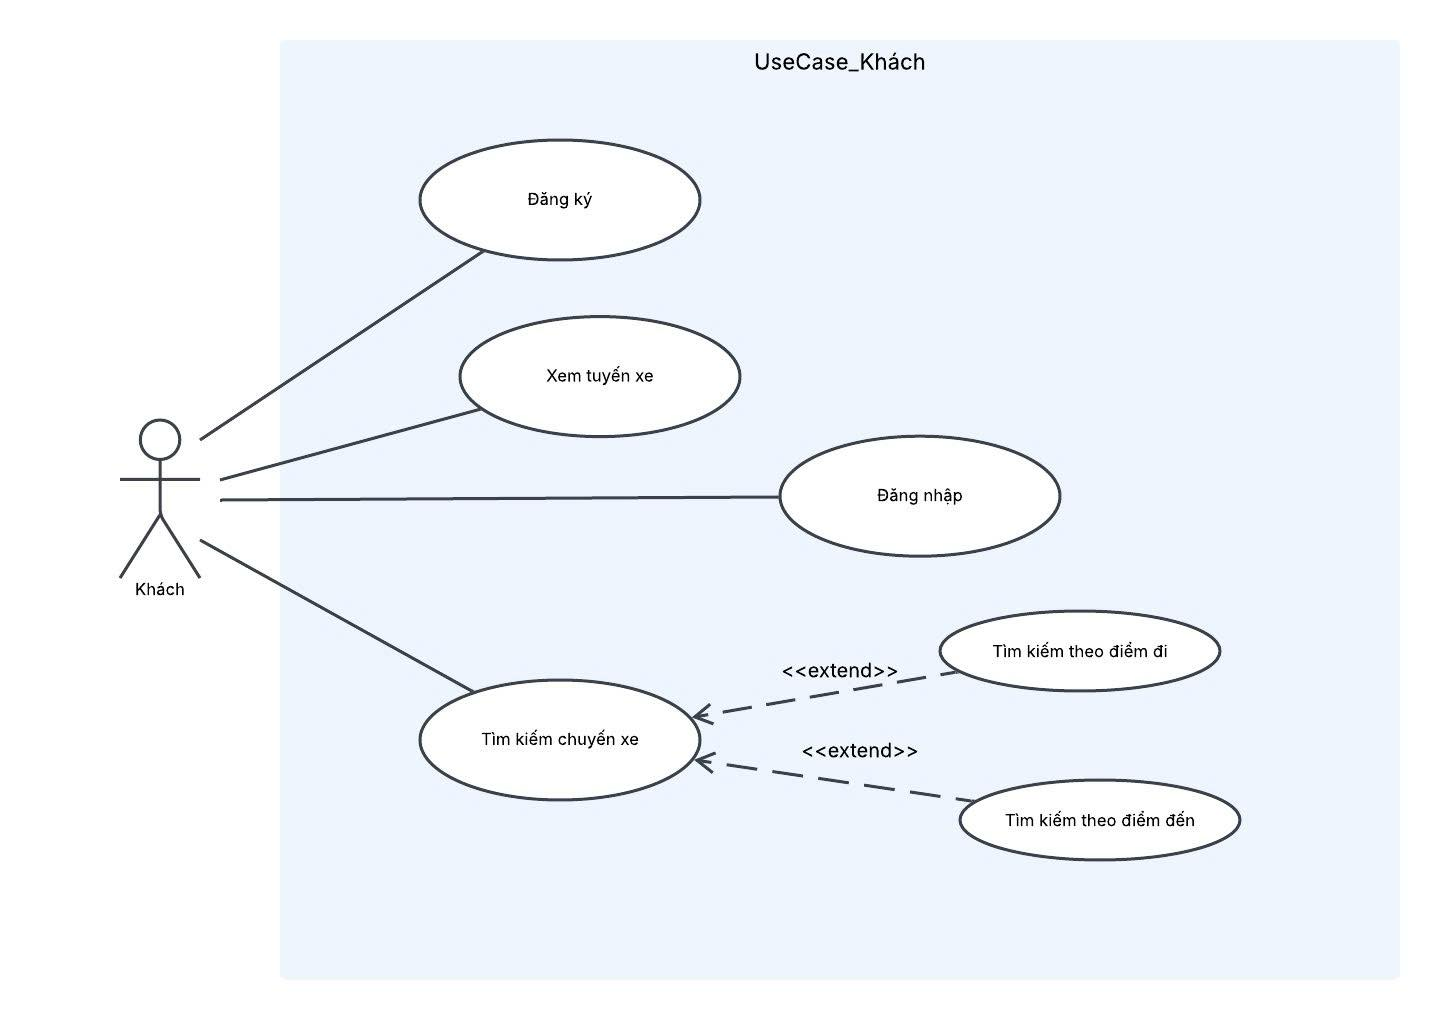 UseCase_Khách
Đăng ký
Xem tuyến xe
Đăng nhập
Khách
Tìm kiếm theo điểm đi
<<extend>>
Tìm kiếm chuyến xe
<<extend>>
Tìm kiếm theo điểm đến